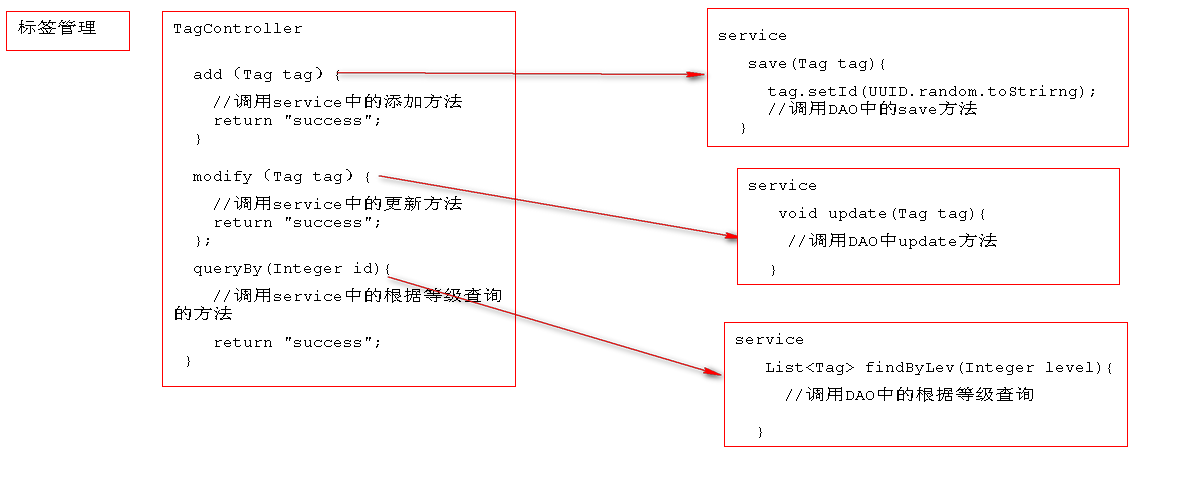 标签管理
TagController
add（Tag tag）{
//调用service中的添加方法
return "success";
}
modify（Tag tag）{
//调用service中的更新方法
return "success";
};
queryBy(Integer id){
//调用service中的根据等级查询
的方法
return "success";
}
service
save(Tag tag){
tag.setId(UUID.random.toStrirng);
//调用DAO中的save方法
}
service
void update(Tag tag){
//调用DAO中update方法
}
service
List<Tag> findByLev(Integer level){
//调用DAO中的根据等级查询
}